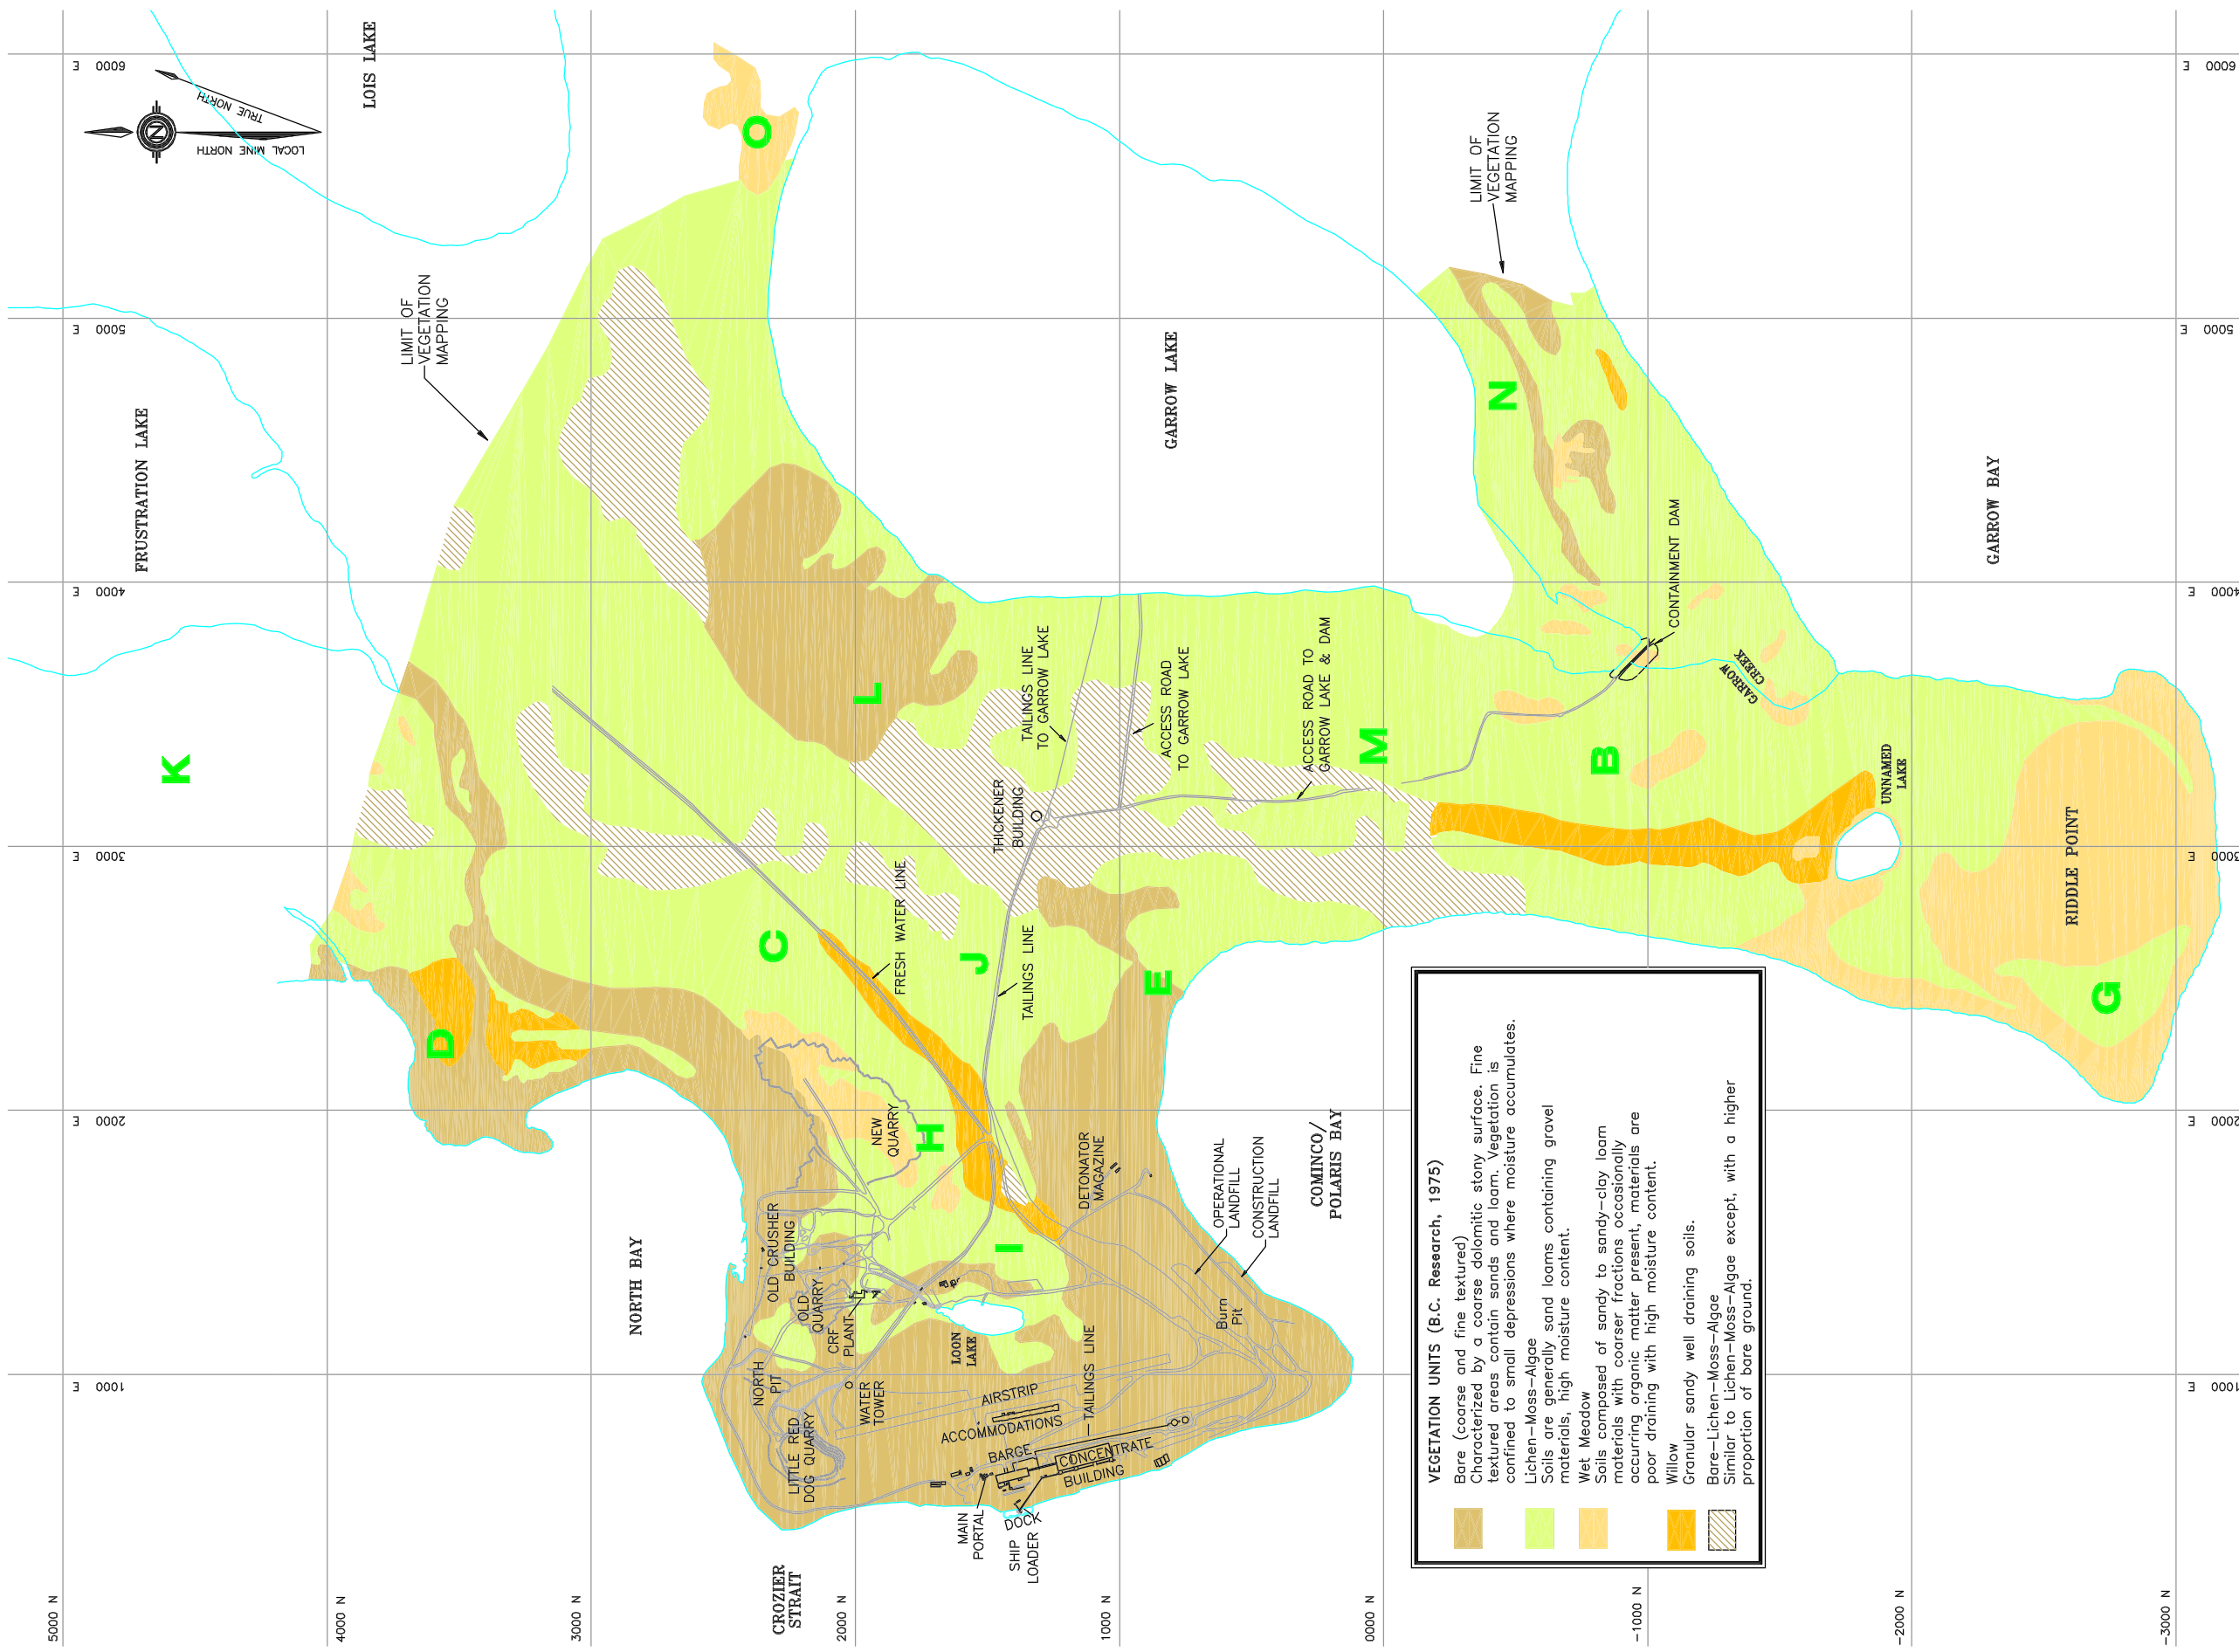 5000 N
4000 N
3000 N
2000 N
1000 N
0000 N
-1000 N
-2000 N
-3000 N
6000 E
5000 E
4000 E
3000 E
2000 E
1000 E
6000 E
5000 E
4000 E
3000 E
2000 E
1000 E
LOCAL MINE NORTH
TRUE NORTH
N
LOIS LAKE
FRUSTRATION LAKE
LIMIT OF
VEGETATION
MAPPING
LIMIT OF
VEGETATION
MAPPING
GARROW LAKE
GARROW BAY
CONTAINMENT DAM
GARROW
CREEK
UNNAMED
LAKE
RIDDLE POINT
TAILINGS LINE
TO GARROW LAKE
ACCESS ROAD
TO GARROW LAKE
ACCESS ROAD TO
GARROW LAKE & DAM
THICKENER
BUILDING
FRESH WATER LINE
TAILINGS LINE
NEW
QUARRY
DETONATOR
MAGAZINE
OPERATIONAL
LANDFILL
CONSTRUCTION
LANDFILL
COMINCO/
POLARIS BAY
NORTH BAY
OLD CRUSHER
BUILDING
OLD
QUARRY
CRF
PLANT
LOON
LAKE
Burn
Pit
NORTH
PIT
WATER
TOWER
AIRSTRIP
ACCOMMODATIONS
TAILINGS LINE
LITTLE RED
DOG QUARRY
BARGE
CONCENTRATE
BUILDING
MAIN
PORTAL
DOCK
SHIP
LOADER
CROZIER
STRAIT
K
O
N
L
M
B
C
J
E
D
H
I
G
VEGETATION UNITS (B.C. Research, 1975)
Bare (coarse and fine textured)
Characterized by a coarse dolomitic stony surface. Fine
textured areas contain sands and loam. Vegetation is
confined to small depressions where moisture accumulates.
Lichen-Moss-Algae
Soils are generally sand loams containing gravel
materials, high moisture content.
Wet Meadow
Soils composed of sandy to sandy-clay loam
materials with coarser fractions occasionally
accurring organic matter present, materials are
poor draining with high moisture content.
Willow
Granular sandy well draining soils.
Bare-Lichen-Moss-Algae
Similar to Lichen-Moss-Algae except, with a higher
proportion of bare ground.